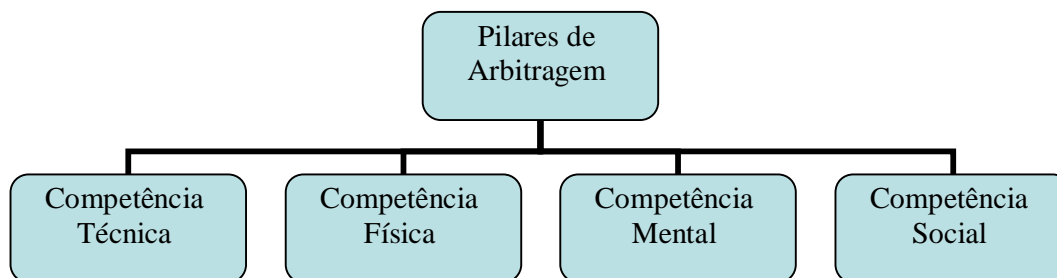 Pilares de
Arbitragem
Competência
Técnica
Competência
Física
Competência
Mental
Competência
Social